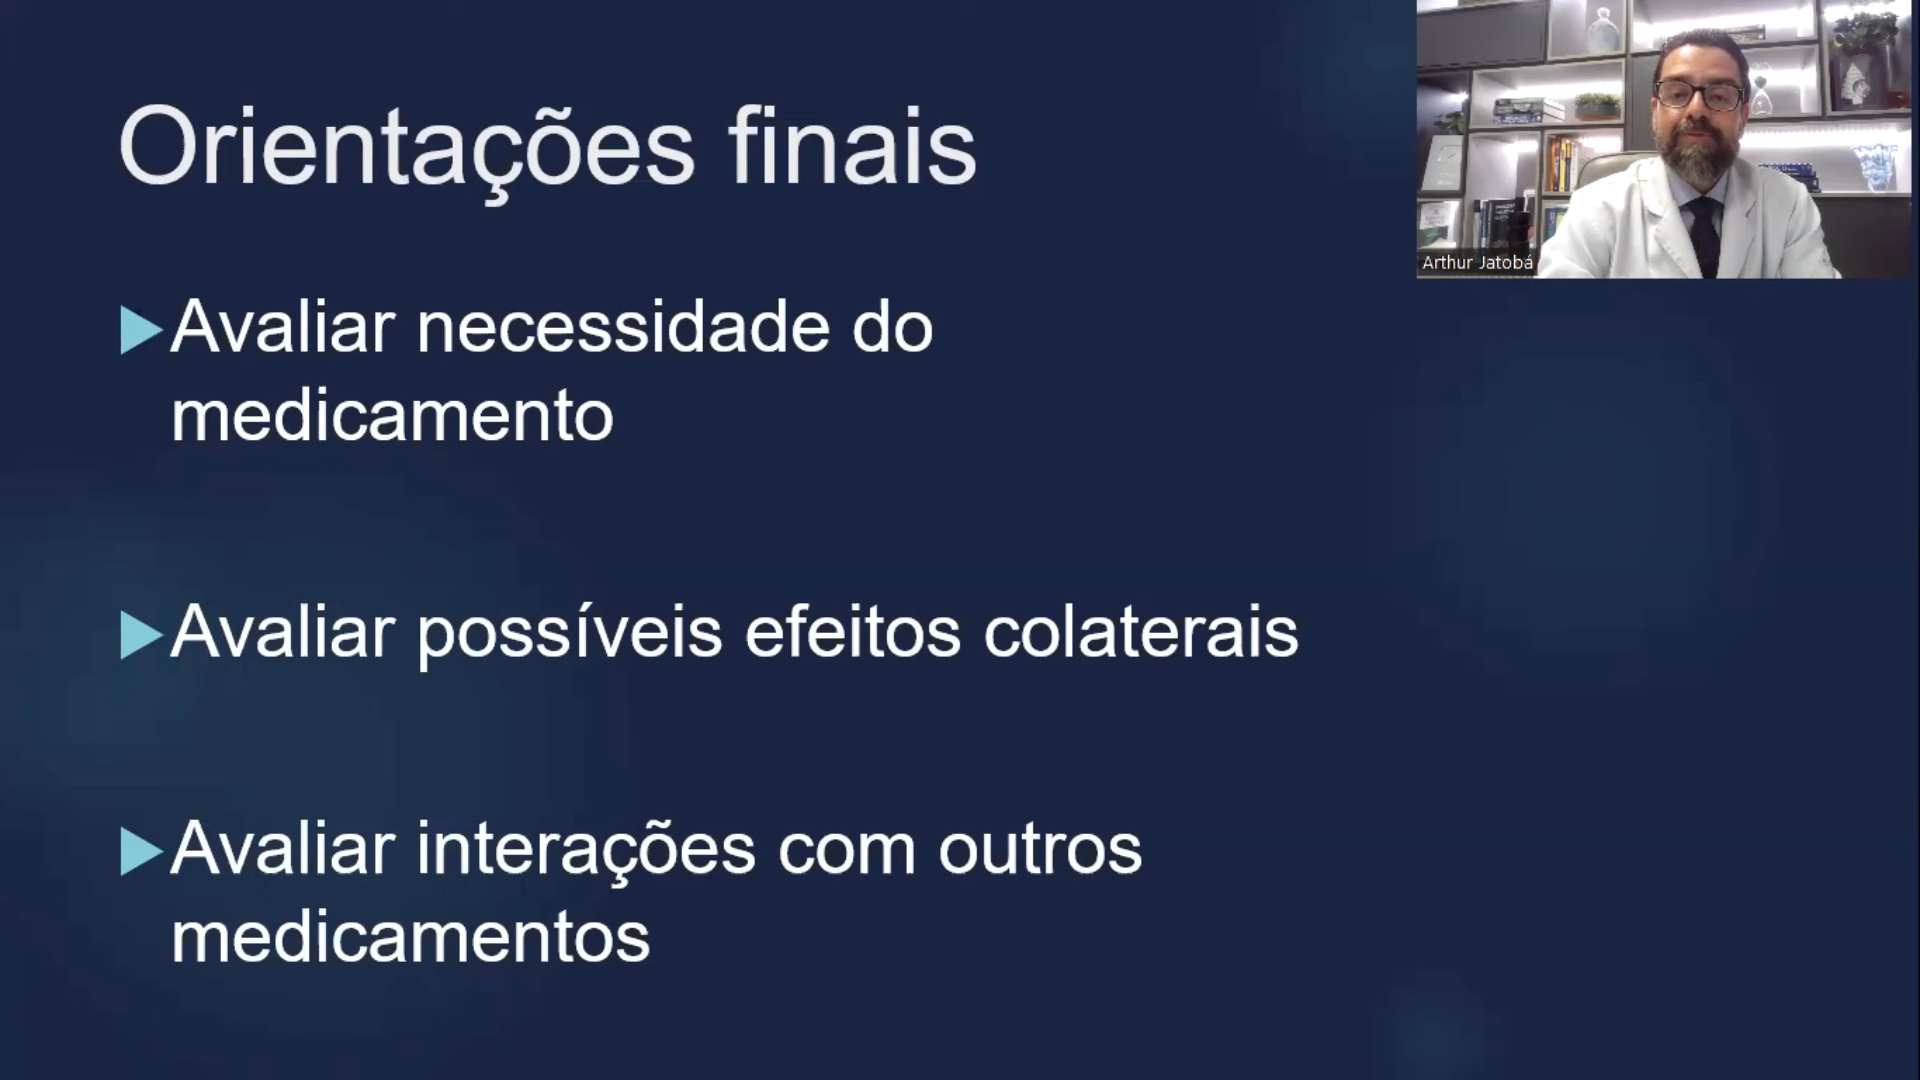 Orientações finais
Avaliar necessidade do
medicamento
Avaliar possíveis efeitos colaterais
Avaliar interações com outros
medicamentos
Arthur Jatobá